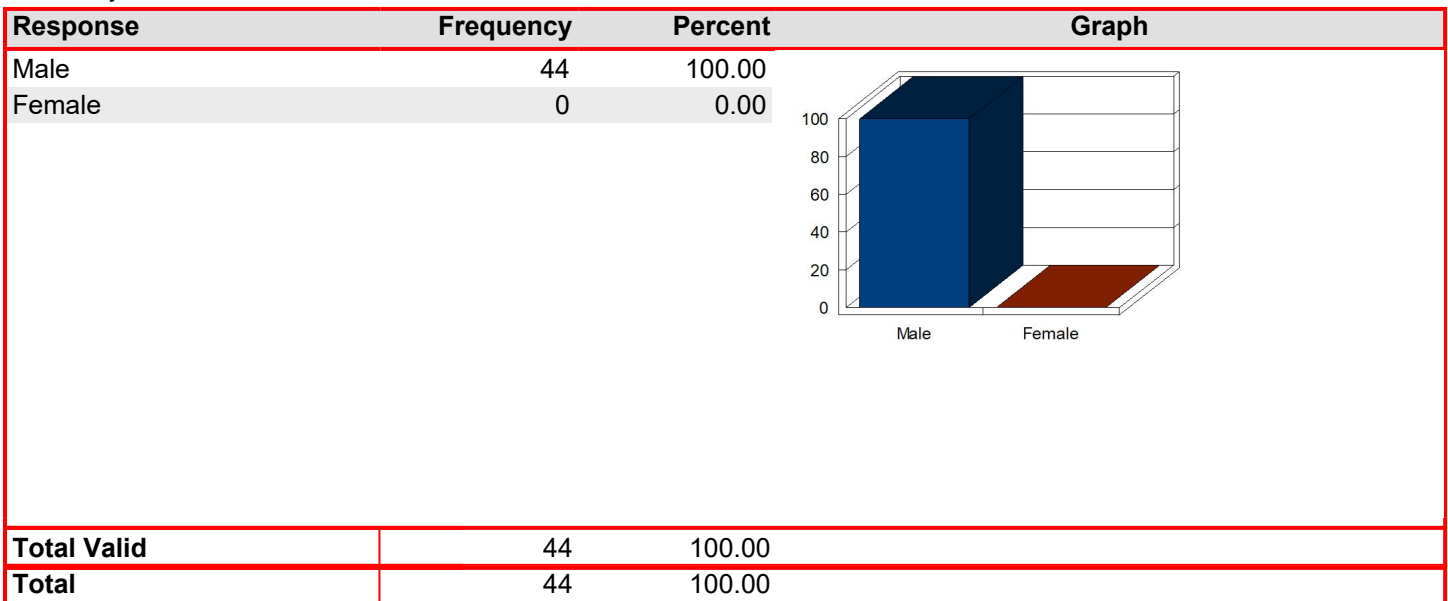 Response Frequency Percent Graph
Male 44 100.00
Female 0 0.00
100
80
60
40
20
0
Male Female
Total Valid 44 100.00
Total 44 100.00